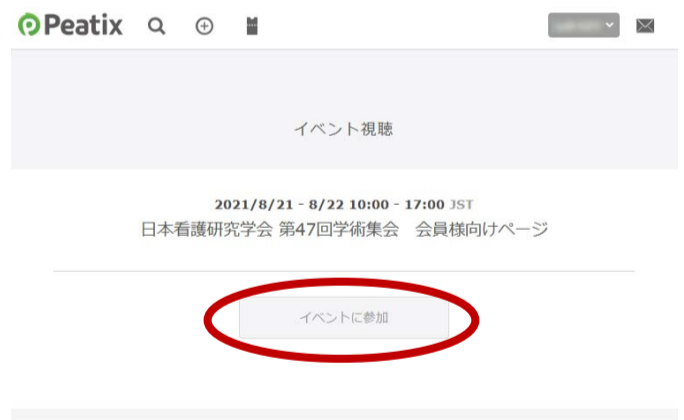 Peatix
イベント視聴
2021/8/21 - 8/22 10:00 - 17:00 JST
日本看護研究学会 第47回学術集会　会員様向けページ
イベントに参加